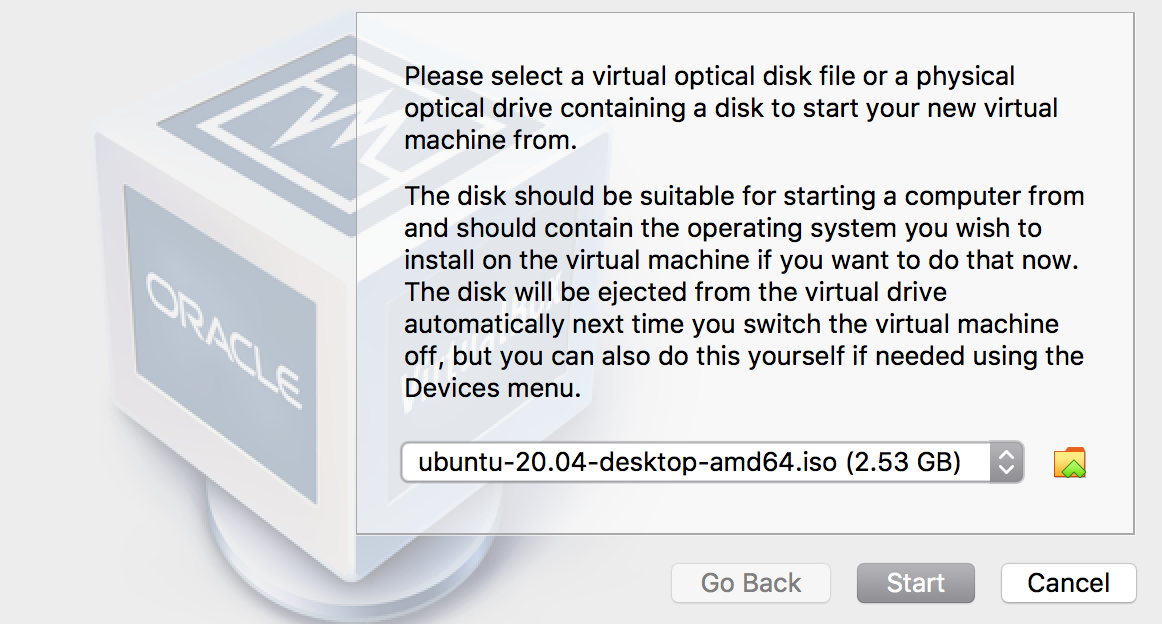 Please select a virtual optical disk file or a physical
optical drive containing a disk to start your new virtual
machine from.
The disk should be suitable for starting a computer from
and should contain the operating system you wish to
install on the virtual machine if you want to do that now.
The disk will be ejected from the virtual drive
automatically next time you switch the virtual machine
off, but you can also do this yourself if needed using the
Devices menu.
ORACLE
VirtualBox
ubuntu-20.04-desktop-amd64.iso (2.53 GB)
Go Back
Start
Cancel